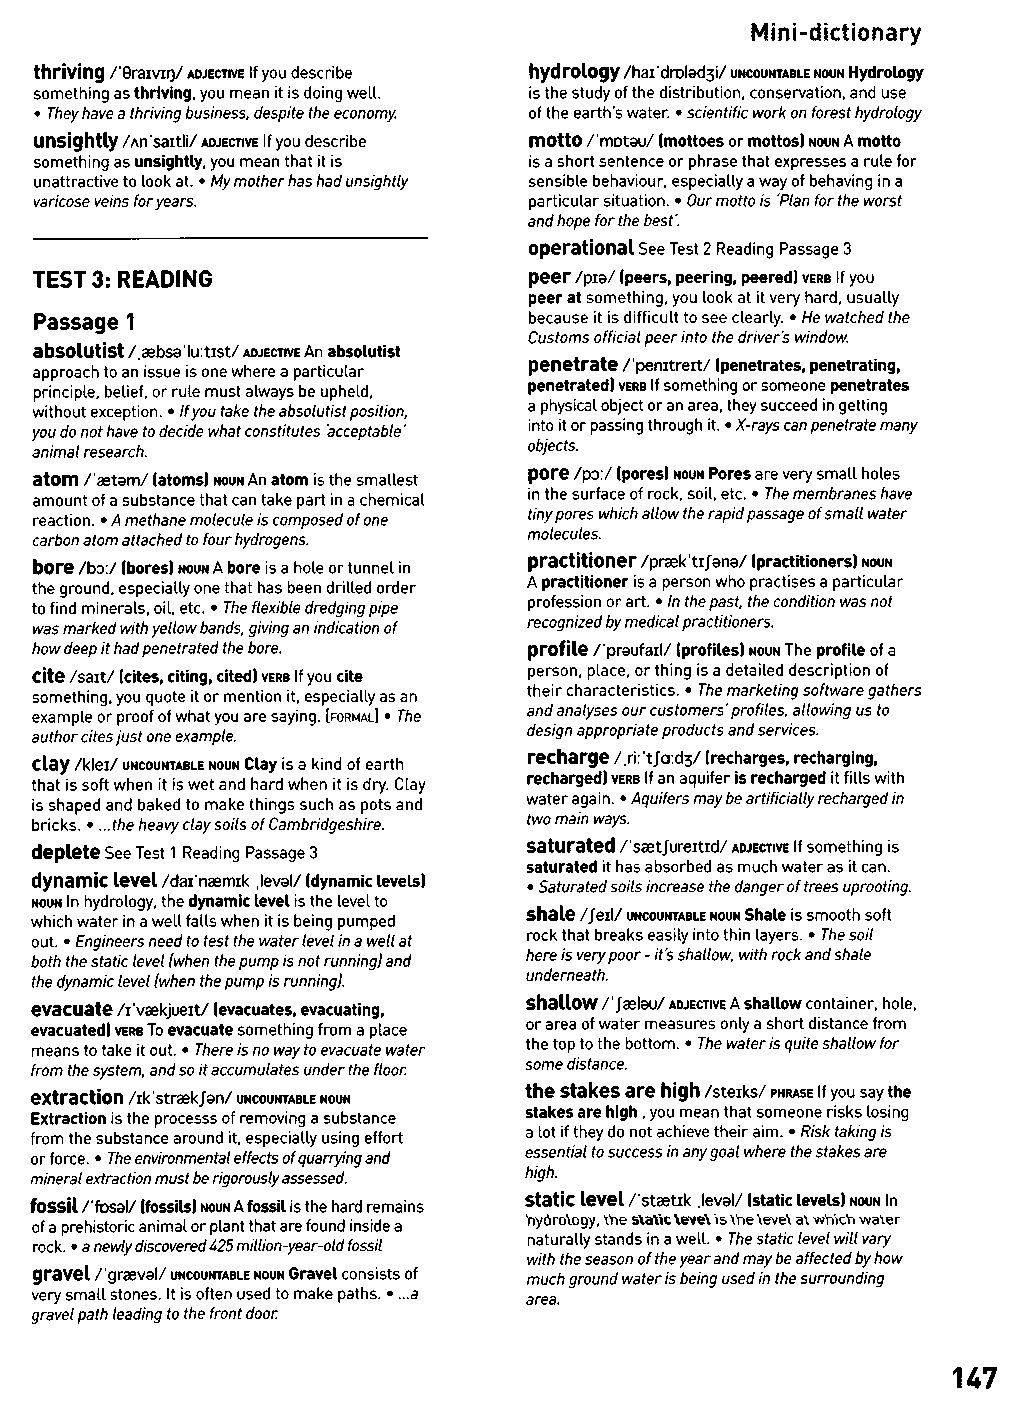 Mini-dictionary
thriving /ˈθraɪvɪŋ/ ADJECTIVE If you describe
something as thriving, you mean it is doing well.
• They have a thriving business, despite the economy.
unsightly /ʌnˈsaɪtli/ ADJECTIVE If you describe
something as unsightly, you mean that it is
unattractive to look at. • My mother has had unsightly
varicose veins for years.
TEST 3: READING
Passage 1
absolutist /ˌæbsəˈluːtɪst/ ADJECTIVE An absolutist
approach to an issue is one where a particular
principle, belief, or rule must always be upheld,
without exception. • If you take the absolutist position,
you do not have to decide what constitutes 'acceptable'
animal research.
atom /ˈætəm/ (atoms) NOUN An atom is the smallest
amount of a substance that can take part in a chemical
reaction. • A methane molecule is composed of one
carbon atom attached to four hydrogens.
bore /bɔː/ (bores) NOUN A bore is a hole or tunnel in
the ground, especially one that has been drilled order
to find minerals, oil, etc. • The flexible dredging pipe
was marked with yellow bands, giving an indication of
how deep it had penetrated the bore.
cite /saɪt/ (cites, citing, cited) VERB If you cite
something, you quote it or mention it, especially as an
example or proof of what you are saying. [FORMAL] • The
author cites just one example.
clay /kleɪ/ UNCOUNTABLE NOUN Clay is a kind of earth
that is soft when it is wet and hard when it is dry. Clay
is shaped and baked to make things such as pots and
bricks. • ...the heavy clay soils of Cambridgeshire.
deplete See Test 1 Reading Passage 3
dynamic level /daɪˈnæmɪk ˌlevəl/ (dynamic levels)
NOUN In hydrology, the dynamic level is the level to
which water in a well falls when it is being pumped
out. • Engineers need to test the water level in a well at
both the static level (when the pump is not running) and
the dynamic level (when the pump is running).
evacuate /ɪˈvækjueɪt/ (evacuates, evacuating,
evacuated) VERB To evacuate something from a place
means to take it out. • There is no way to evacuate water
from the system, and so it accumulates under the floor.
extraction /ɪkˈstrækʃən/ UNCOUNTABLE NOUN
Extraction is the processs of removing a substance
from the substance around it, especially using effort
or force. • The environmental effects of quarrying and
mineral extraction must be rigorously assessed.
fossil /ˈfɒsəl/ (fossils) NOUN A fossil is the hard remains
of a prehistoric animal or plant that are found inside a
rock. • a newly discovered 425 million-year-old fossil
gravel /ˈɡrævəl/ UNCOUNTABLE NOUN Gravel consists of
very small stones. It is often used to make paths. • ...a
gravel path leading to the front door.
hydrology /haɪˈdrɒlədʒi/ UNCOUNTABLE NOUN Hydrology
is the study of the distribution, conservation, and use
of the earth's water. • scientific work on forest hydrology
motto /ˈmɒtəu/ (mottoes or mottos) NOUN A motto
is a short sentence or phrase that expresses a rule for
sensible behaviour, especially a way of behaving in a
particular situation. • Our motto is 'Plan for the worst
and hope for the best'.
operational See Test 2 Reading Passage 3
peer /pɪə/ (peers, peering, peered) VERB If you
peer at something, you look at it very hard, usually
because it is difficult to see clearly. • He watched the
Customs official peer into the driver's window.
penetrate /ˈpenɪtreɪt/ (penetrates, penetrating,
penetrated) VERB If something or someone penetrates
a physical object or an area, they succeed in getting
into it or passing through it. • X-rays can penetrate many
objects.
pore /pɔː/ (pores) NOUN Pores are very small holes
in the surface of rock, soil, etc. • The membranes have
tiny pores which allow the rapid passage of small water
molecules.
practitioner /prækˈtɪʃənə/ (practitioners) NOUN
A practitioner is a person who practises a particular
profession or art. • In the past, the condition was not
recognized by medical practitioners.
profile /ˈprəufaɪl/ (profiles) NOUN The profile of a
person, place, or thing is a detailed description of
their characteristics. • The marketing software gathers
and analyses our customers' profiles, allowing us to
design appropriate products and services.
recharge /ˌriːˈtʃɑːdʒ/ (recharges, recharging,
recharged) VERB If an aquifer is recharged it fills with
water again. • Aquifers may be artificially recharged in
two main ways.
saturated /ˈsætʃureɪtɪd/ ADJECTIVE If something is
saturated it has absorbed as much water as it can.
• Saturated soils increase the danger of trees uprooting.
shale /ʃeɪl/ UNCOUNTABLE NOUN Shale is smooth soft
rock that breaks easily into thin layers. • The soil
here is very poor - it's shallow, with rock and shale
underneath.
shallow /ˈʃæləu/ ADJECTIVE A shallow container, hole,
or area of water measures only a short distance from
the top to the bottom. • The water is quite shallow for
some distance.
the stakes are high /steɪks/ PHRASE If you say the
stakes are high , you mean that someone risks losing
a lot if they do not achieve their aim. • Risk taking is
essential to success in any goal where the stakes are
high.
static level /ˈstætɪk ˌlevəl/ (static levels) NOUN In
hydrology, the static level is the level at which water
naturally stands in a well. • The static level will vary
with the season of the year and may be affected by how
much ground water is being used in the surrounding
area.
147